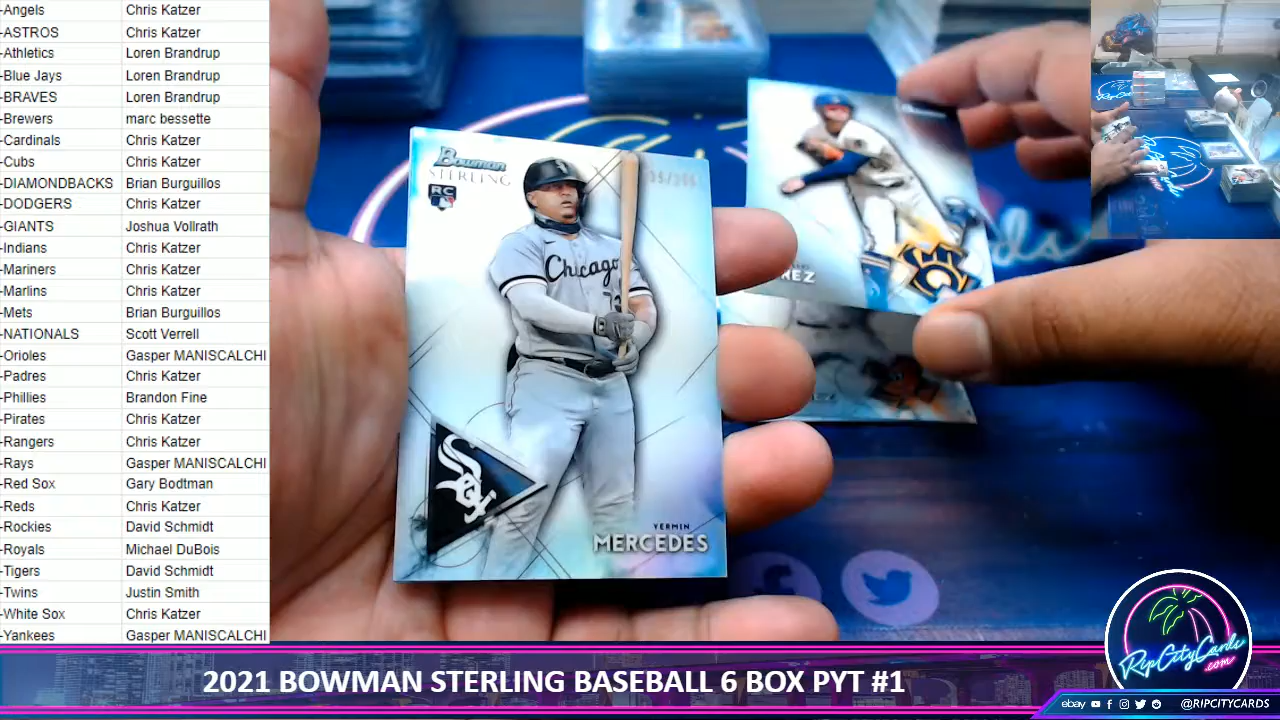 -Angels Chris Katzer
-ASTROS Chris Katzer
-Athletics Loren Brandrup
-Blue Jays Loren Brandrup
-BRAVES Loren Brandrup
-Brewers marc bessette
-Cardinals Chris Katzer
-Cubs Chris Katzer
-DIAMONDBACKS Brian Burguillos
-DODGERS Chris Katzer
-GIANTS Joshua Vollrath
-Indians Chris Katzer
-Mariners Chris Katzer
-Marlins Chris Katzer
-Mets Brian Burguillos
-NATIONALS Scott Verrell
-Orioles Gasper MANISCALCHI
-Padres Chris Katzer
-Phillies Brandon Fine
-Pirates Chris Katzer
-Rangers Chris Katzer
-Rays Gasper MANISCALCHI
-Red Sox Gary Bodtman
-Reds Chris Katzer
-Rockies David Schmidt
-Royals Michael DuBois
-Tigers David Schmidt
-Twins Justin Smith
-White Sox Chris Katzer
-Yankees Gasper MANISCALCHI
Bowman
STERLING
RC
Chicago
Sox
YERMIN
MERCEDES
REZ
RipCityCards
.com
2021 BOWMAN STERLING BASEBALL 6 BOX PYT #1
ebay @RIPCITYCARDS